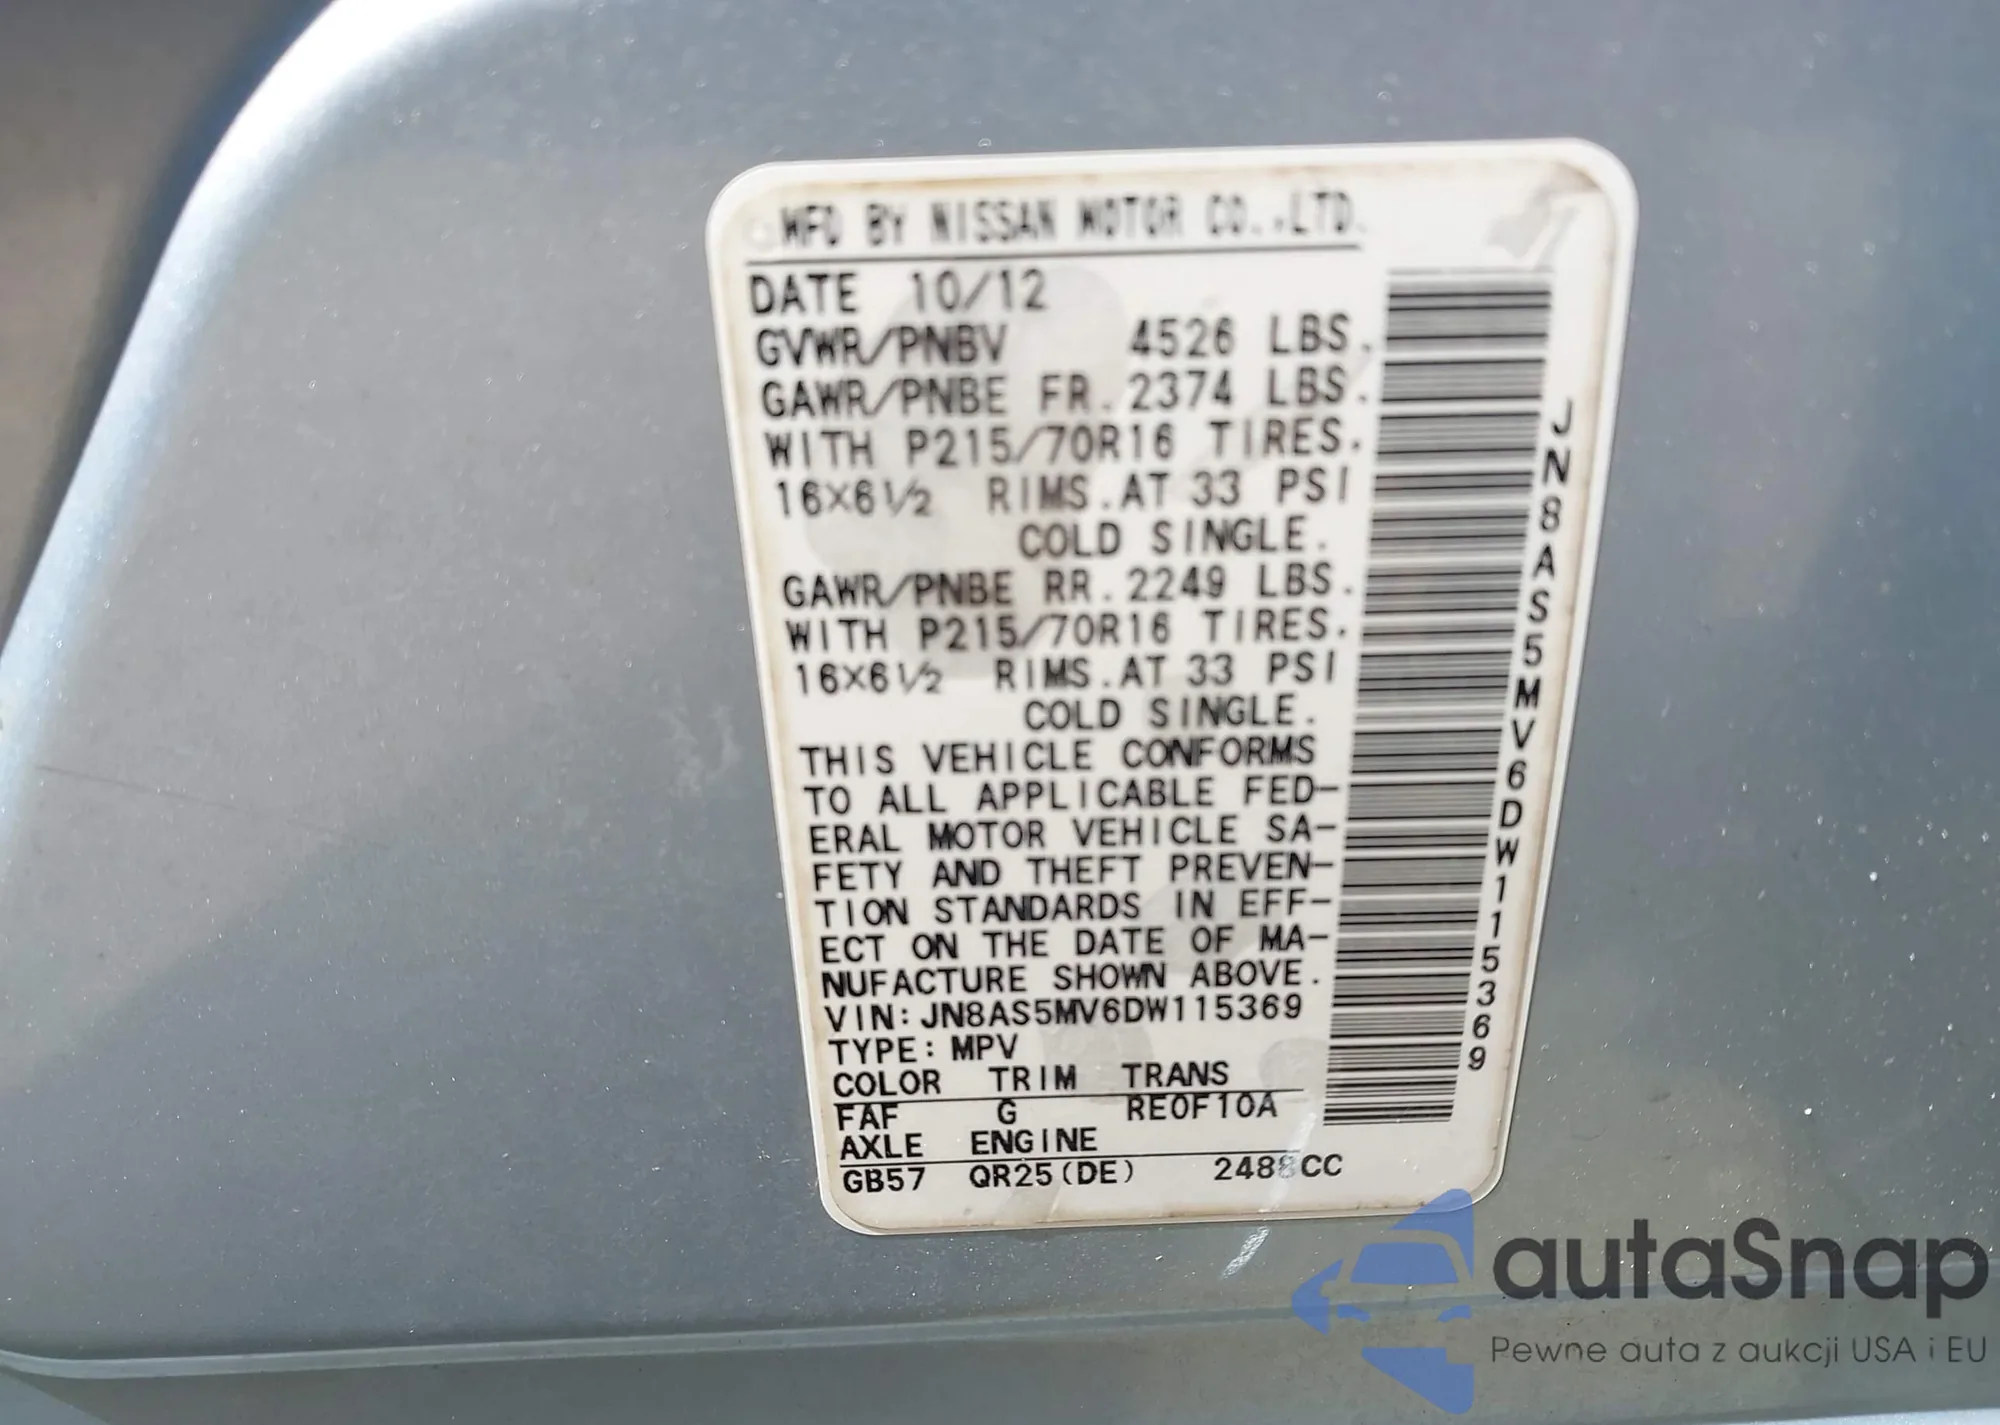 MFD BY NISSAN MOTOR CO.,LTD.
DATE 10/12
GVWR/PNBV 4526 LBS.
GAWR/PNBE FR.2374 LBS.
WITH P215/70R16 TIRES.
16×6½ RIMS.AT 33 PSI
COLD SINGLE.
GAWR/PNBE RR.2249 LBS.
WITH P215/70R16 TIRES.
16×6½ RIMS.AT 33 PSI
COLD SINGLE.
THIS VEHICLE CONFORMS
TO ALL APPLICABLE FED-
ERAL MOTOR VEHICLE SA-
FETY AND THEFT PREVEN-
TION STANDARDS IN EFF-
ECT ON THE DATE OF MA-
NUFACTURE SHOWN ABOVE.
VIN:JN8AS5MV6DW115369
TYPE:MPV
COLOR TRIM TRANS
FAF G RE0F10A
AXLE ENGINE
GB57 QR25(DE) 2488CC
JN8AS5MV6DW115369
autaSnap
Pewne auta z aukcji USA i EU